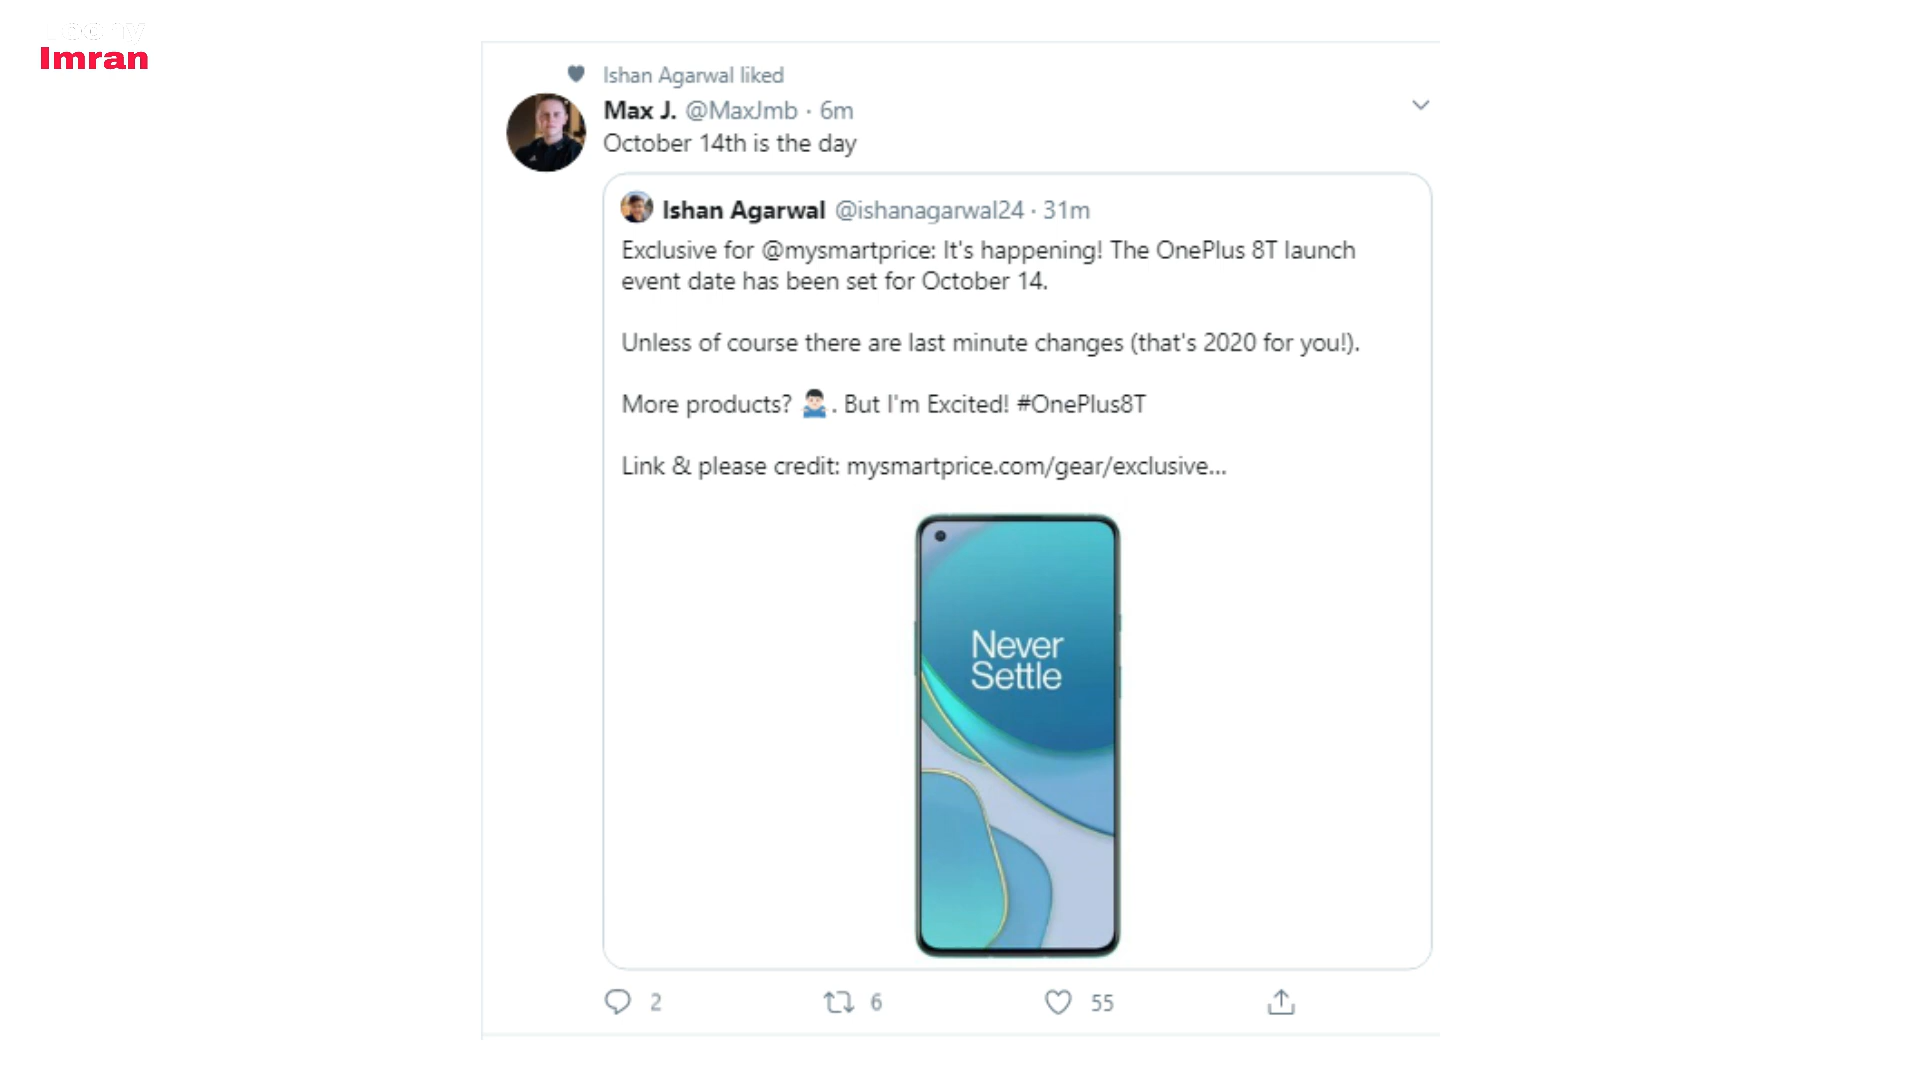 Imran
Ishan Agarwal liked
Max J. @MaxJmb · 6m
October 14th is the day
Ishan Agarwal @ishanagarwal24 · 31m
Exclusive for @mysmartprice: It's happening! The OnePlus 8T launch
event date has been set for October 14.
Unless of course there are last minute changes (that's 2020 for you!).
More products? 🤷🏻‍♂️. But I'm Excited! #OnePlus8T
Link & please credit: mysmartprice.com/gear/exclusive...
Never
Settle
2 6 55